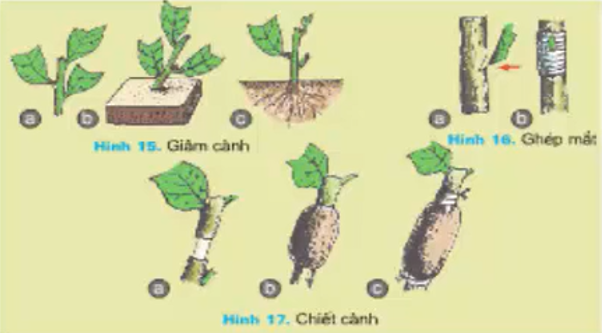 a b c a b
Hình 15. Giâm cành
Hình 16. Ghép mắt
a b c
Hình 17. Chiết cành